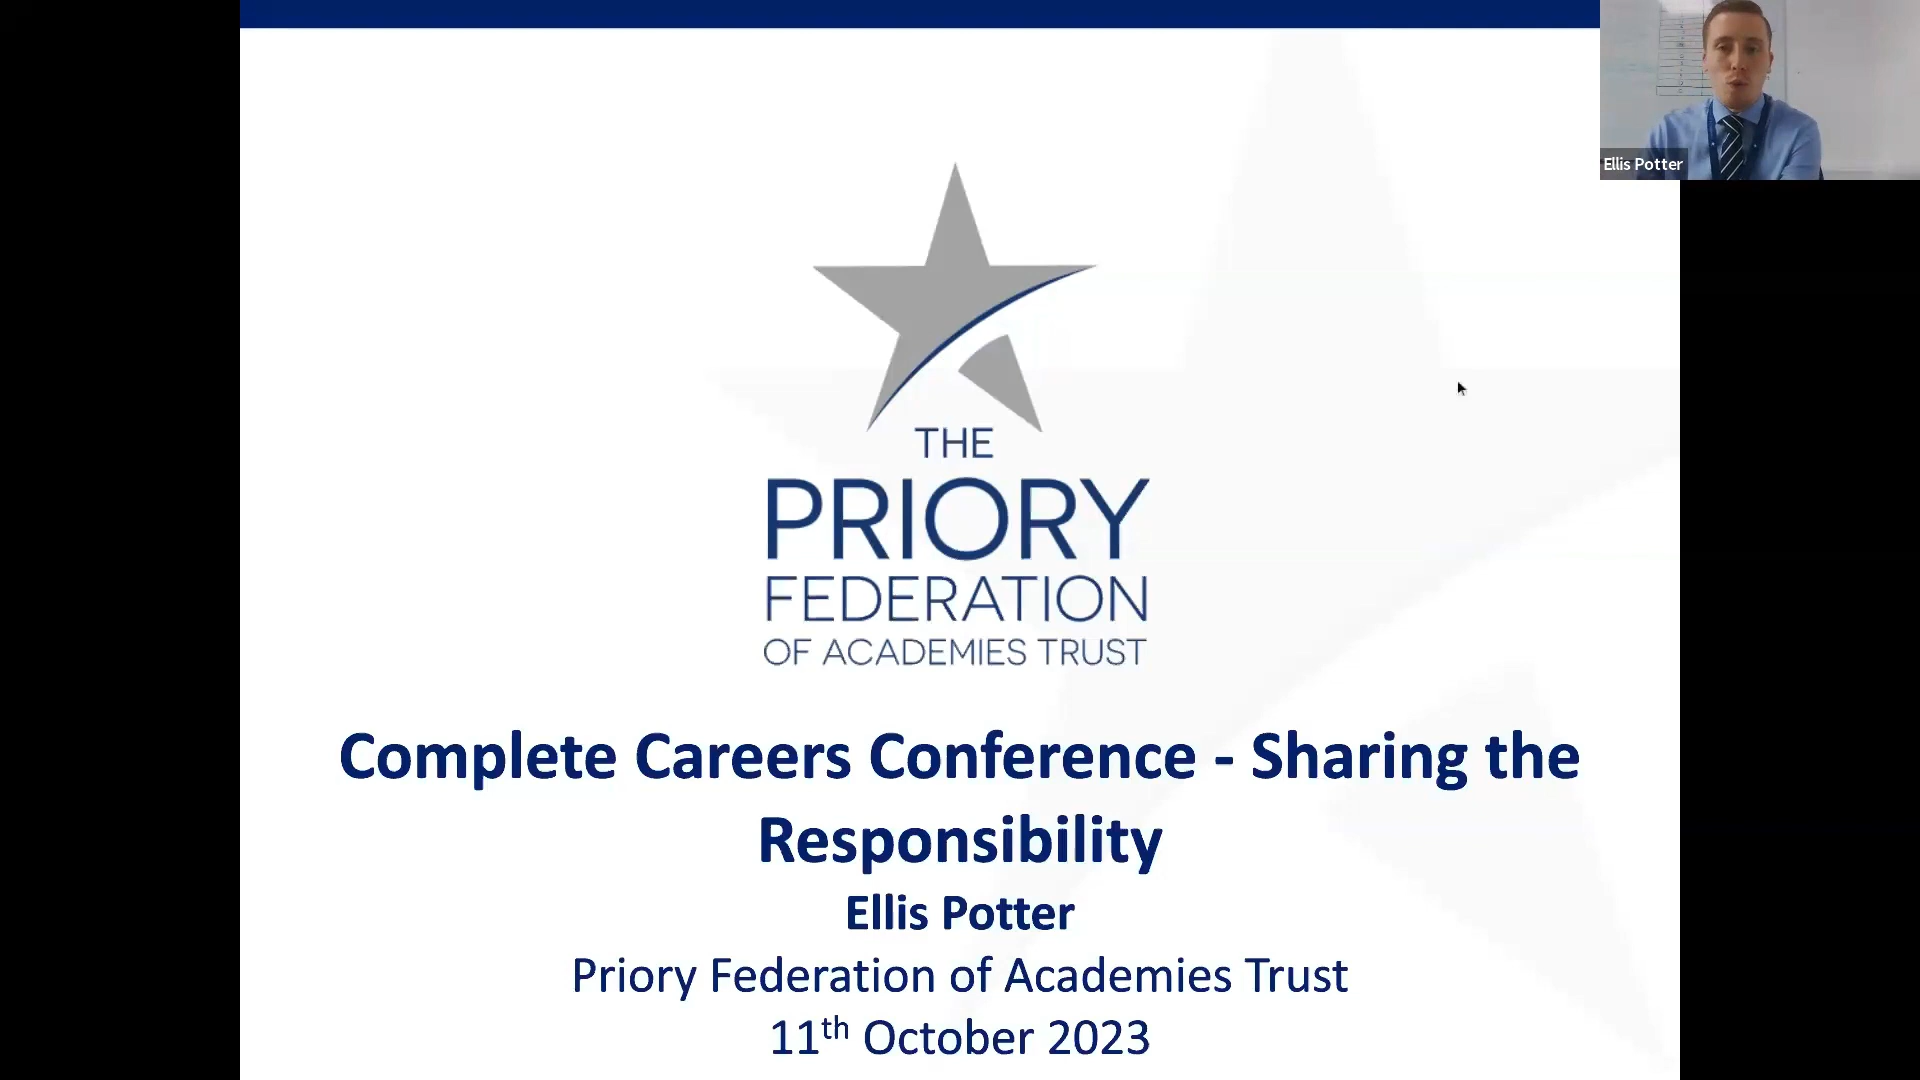 Ellis Potter
THE
PRIORY
FEDERATION
OF ACADEMIES TRUST
Complete Careers Conference - Sharing the
Responsibility
Ellis Potter
Priory Federation of Academies Trust
11th October 2023